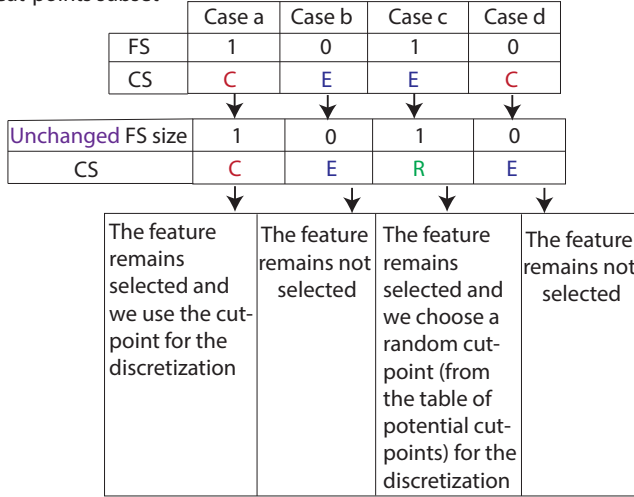 Case a Case b Case c Case d
FS 1 0 1 0
CS C E E C
Unchanged FS size 1 0 1 0
CS C E R E
The feature
remains
selected and
we use the cut-
point for the
discretization
The feature
remains not
selected
The feature
remains
selected and
we choose a
random cut-
point (from
the table of
potential cut-
points) for the
discretization
The feature
remains not
selected